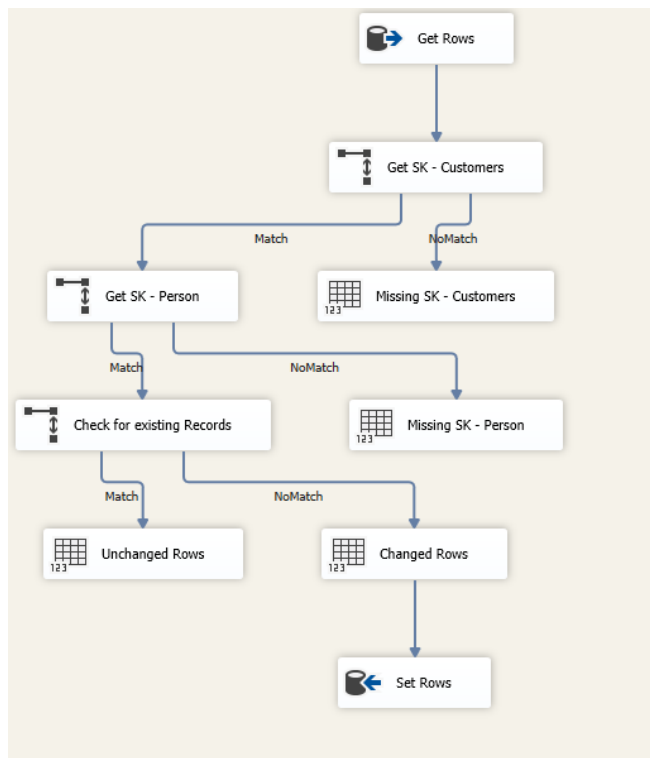 Get Rows
Get SK - Customers
Match
NoMatch
Get SK - Person
123
Missing SK - Customers
Match
NoMatch
Check for existing Records
123
Missing SK - Person
Match
NoMatch
123
Unchanged Rows
123
Changed Rows
Set Rows